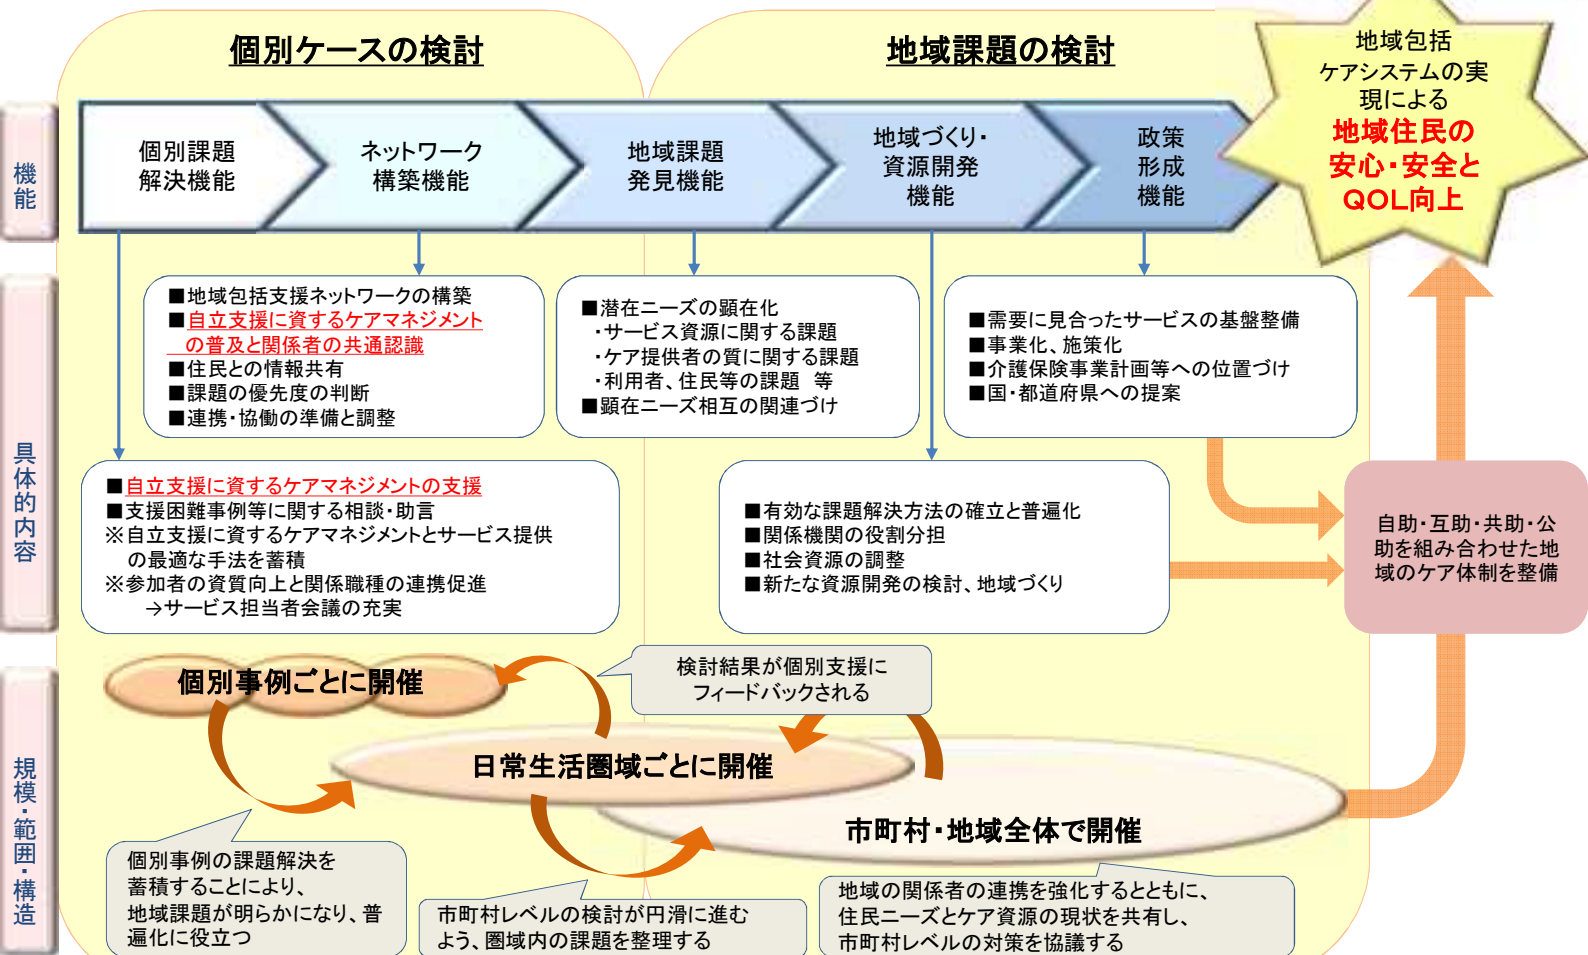 個別ケースの検討
地域課題の検討
地域包括
ケアシステムの実
現による
地域住民の
安心・安全と
QOL向上
機能
個別課題
解決機能
ネットワーク
構築機能
地域課題
発見機能
地域づくり・
資源開発
機能
政策
形成
機能
具体的内容
■地域包括支援ネットワークの構築
■自立支援に資するケアマネジメント
の普及と関係者の共通認識
■住民との情報共有
■課題の優先度の判断
■連携・協働の準備と調整
■潜在ニーズの顕在化
・サービス資源に関する課題
・ケア提供者の質に関する課題
・利用者、住民等の課題 等
■顕在ニーズ相互の関連づけ
■需要に見合ったサービスの基盤整備
■事業化、施策化
■介護保険事業計画等への位置づけ
■国・都道府県への提案
■自立支援に資するケアマネジメントの支援
■支援困難事例等に関する相談・助言
※自立支援に資するケアマネジメントとサービス提供
の最適な手法を蓄積
※参加者の資質向上と関係職種の連携促進
→サービス担当者会議の充実
■有効な課題解決方法の確立と普遍化
■関係機関の役割分担
■社会資源の調整
■新たな資源開発の検討、地域づくり
自助・互助・共助・公
助を組み合わせた地
域のケア体制を整備
規模・範囲・構造
個別事例ごとに開催
検討結果が個別支援に
フィードバックされる
日常生活圏域ごとに開催
市町村・地域全体で開催
個別事例の課題解決を
蓄積することにより、
地域課題が明らかになり、普
遍化に役立つ
市町村レベルの検討が円滑に進む
よう、圏域内の課題を整理する
地域の関係者の連携を強化するとともに、
住民ニーズとケア資源の現状を共有し、
市町村レベルの対策を協議する